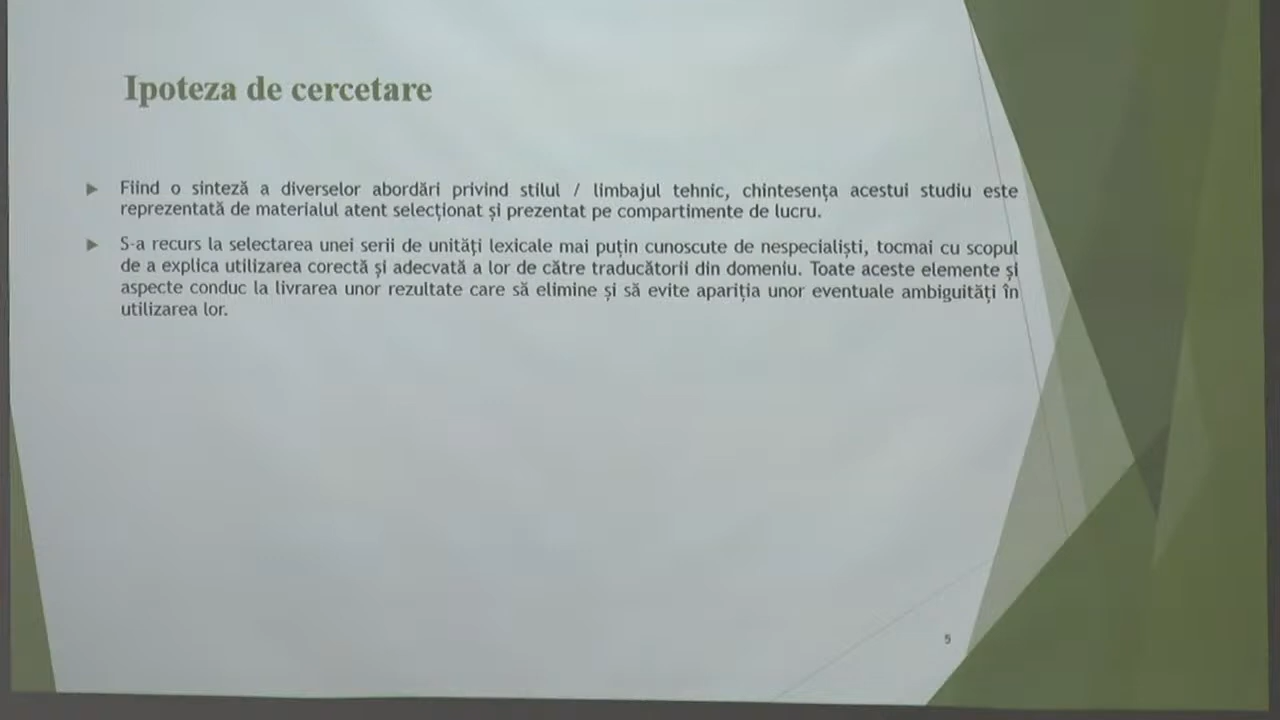 Ipoteza de cercetare
Fiind o sinteză a diverselor abordări privind stilul / limbajul tehnic, chintesența acestui studiu este
reprezentată de materialul atent selecționat și prezentat pe compartimente de lucru.
S-a recurs la selectarea unei serii de unități lexicale mai puțin cunoscute de nespecialiști, tocmai cu scopul
de a explica utilizarea corectă și adecvată a lor de către traducătorii din domeniu. Toate aceste elemente și
aspecte conduc la livrarea unor rezultate care să elimine și să evite apariția unor eventuale ambiguități în
utilizarea lor.
5